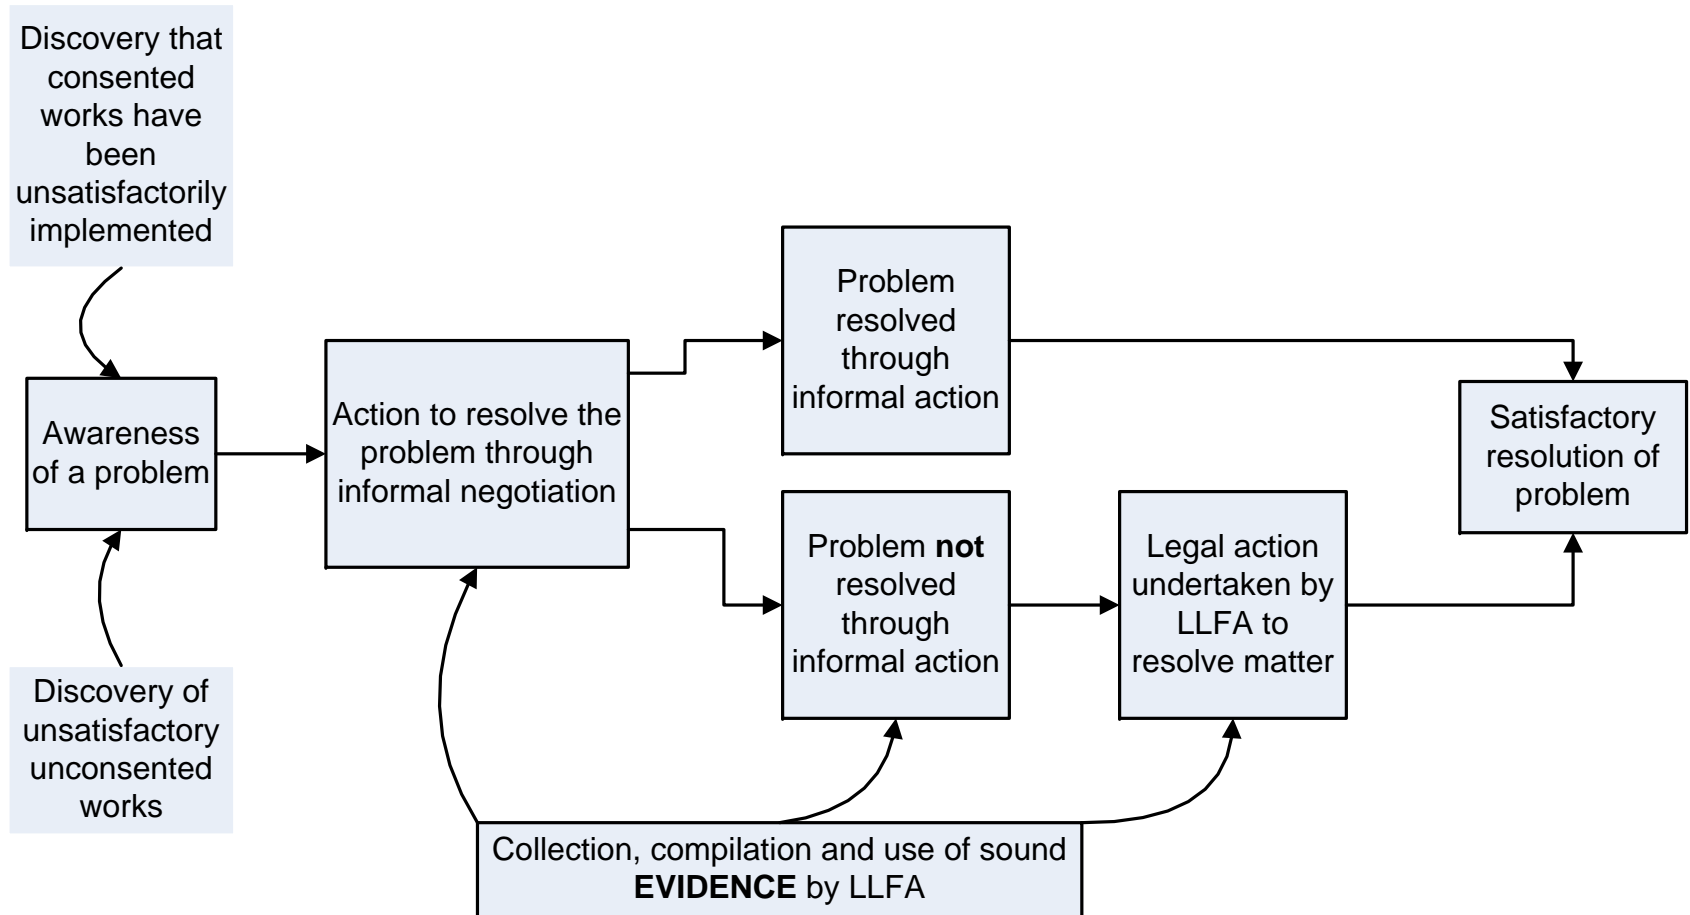 Discovery that
consented
works have
been
unsatisfactorily
implemented
Awareness
of a problem
Discovery of
unsatisfactory
unconsented
works
Action to resolve the
problem through
informal negotiation
Problem
resolved
through
informal action
Problem not
resolved
through
informal action
Legal action
undertaken by
LLFA to
resolve matter
Satisfactory
resolution of
problem
Collection, compilation and use of sound
EVIDENCE by LLFA